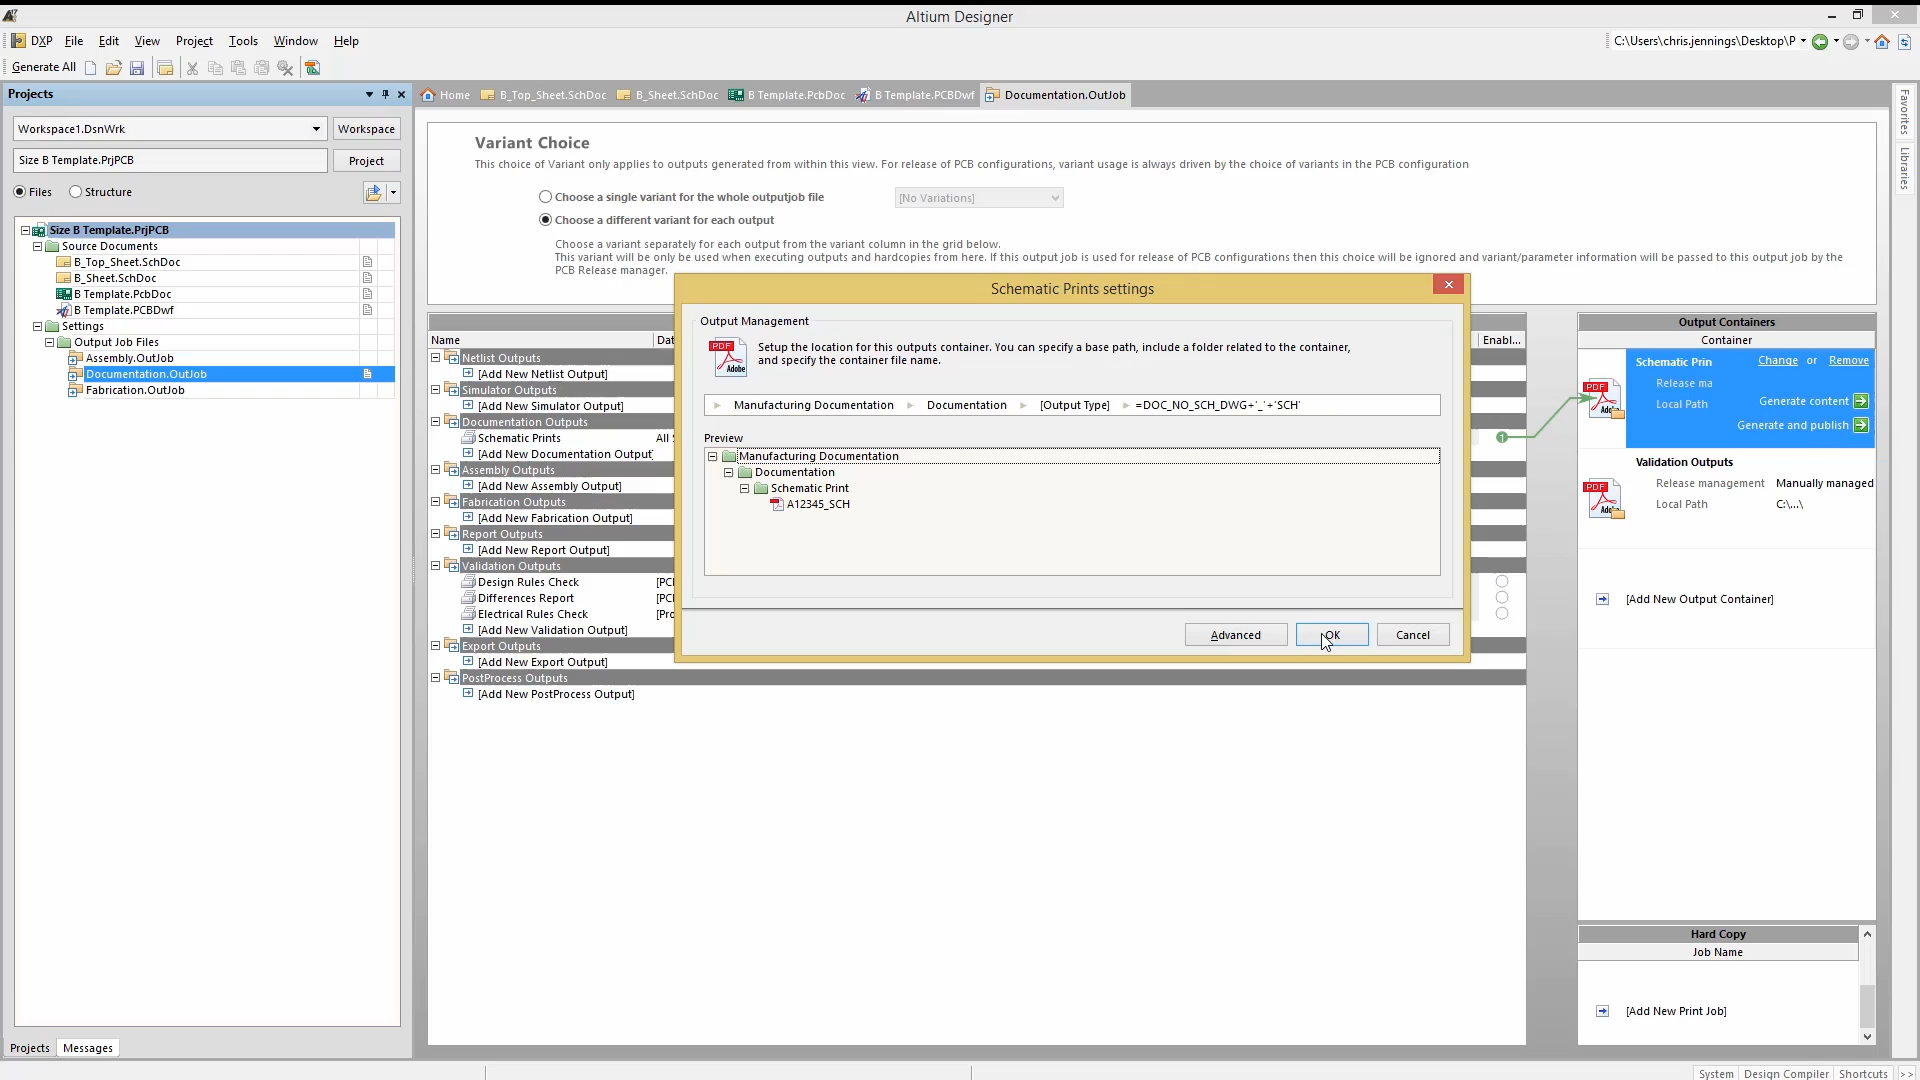 Altium Designer
DXP File Edit View Project Tools Window Help
C:\Users\chris.jennings\Desktop\P
Generate All
Projects
Home B_Top_Sheet.SchDoc B_Sheet.SchDoc B Template.PcbDoc B Template.PCBDwf Documentation.OutJob
Favorites
Libraries
Workspace1.DsnWrk Workspace
Size B Template.PrjPCB Project
Files Structure
Size B Template.PrjPCB
Source Documents
B_Top_Sheet.SchDoc
B_Sheet.SchDoc
B Template.PcbDoc
B Template.PCBDwf
Settings
Output Job Files
Assembly.OutJob
Documentation.OutJob
Fabrication.OutJob
Variant Choice
This choice of Variant only applies to outputs generated from within this view. For release of PCB configurations, variant usage is always driven by the choice of variants in the PCB configuration
Choose a single variant for the whole outputjob file [No Variations]
Choose a different variant for each output
Choose a variant separately for each output from the variant column in the grid below.
This variant will be only be used when executing outputs and hardcopies from here. If this output job is used for release of PCB configurations then this choice will be ignored and variant/parameter information will be passed to this output job by the
PCB Release manager.
Name Dat
Enabl...
Netlist Outputs
[Add New Netlist Output]
Simulator Outputs
[Add New Simulator Output]
Documentation Outputs
Schematic Prints All S
[Add New Documentation Output]
Assembly Outputs
[Add New Assembly Output]
Fabrication Outputs
[Add New Fabrication Output]
Report Outputs
[Add New Report Output]
Validation Outputs
Design Rules Check [PC
Differences Report [PC
Electrical Rules Check [Pro
[Add New Validation Output]
Export Outputs
[Add New Export Output]
PostProcess Outputs
[Add New PostProcess Output]
Schematic Prints settings
Output Management
PDF
Adobe
Setup the location for this outputs container. You can specify a base path, include a folder related to the container,
and specify the container file name.
Manufacturing Documentation Documentation [Output Type] =DOC_NO_SCH_DWG+'_'+'SCH'
Preview
Manufacturing Documentation
Documentation
Schematic Print
A12345_SCH
Advanced OK Cancel
Output Containers
Container
Schematic Prin Change or Remove
Release ma
Local Path Generate content
Generate and publish
PDF
Validation Outputs
Release management Manually managed
Local Path C:\...\
PDF
[Add New Output Container]
Hard Copy
Job Name
[Add New Print Job]
Projects Messages
System Design Compiler Shortcuts >>